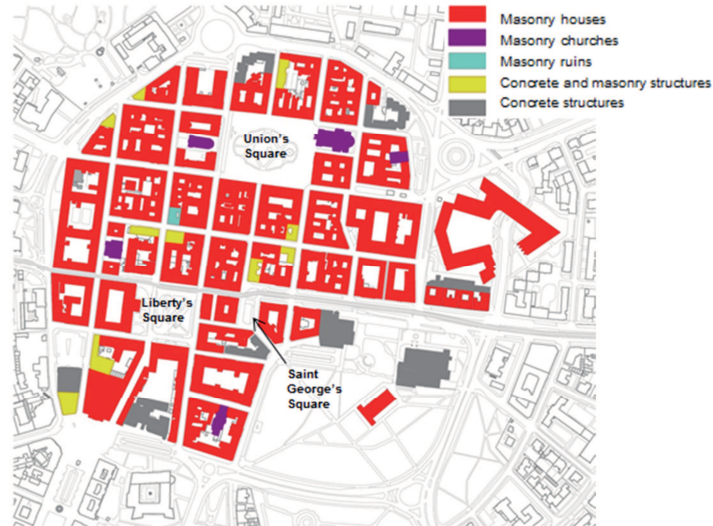 Masonry houses
Masonry churches
Masonry ruins
Concrete and masonry structures
Concrete structures
Union's
Square
Liberty's
Square
Saint
George's
Square